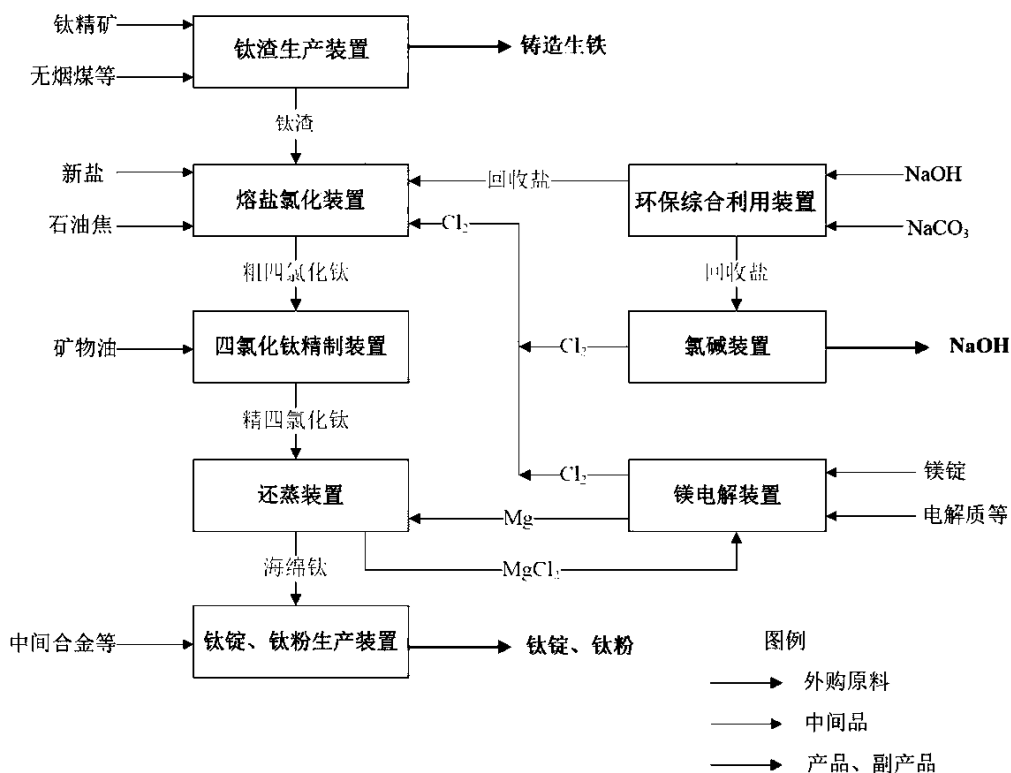 钛精矿
钛渣生产装置
铸造生铁
无烟煤等
钛渣
新盐
熔盐氯化装置
回收盐
环保综合利用装置
NaOH
石油焦
Cl₂
NaCO₃
粗四氯化钛
回收盐
矿物油
四氯化钛精制装置
Cl₂
氯碱装置
NaOH
精四氯化钛
还蒸装置
Cl₂
镁电解装置
镁锭
Mg
电解质等
海绵钛
MgCl₂
中间合金等
钛锭、钛粉生产装置
钛锭、钛粉
图例
外购原料
中间品
产品、副产品